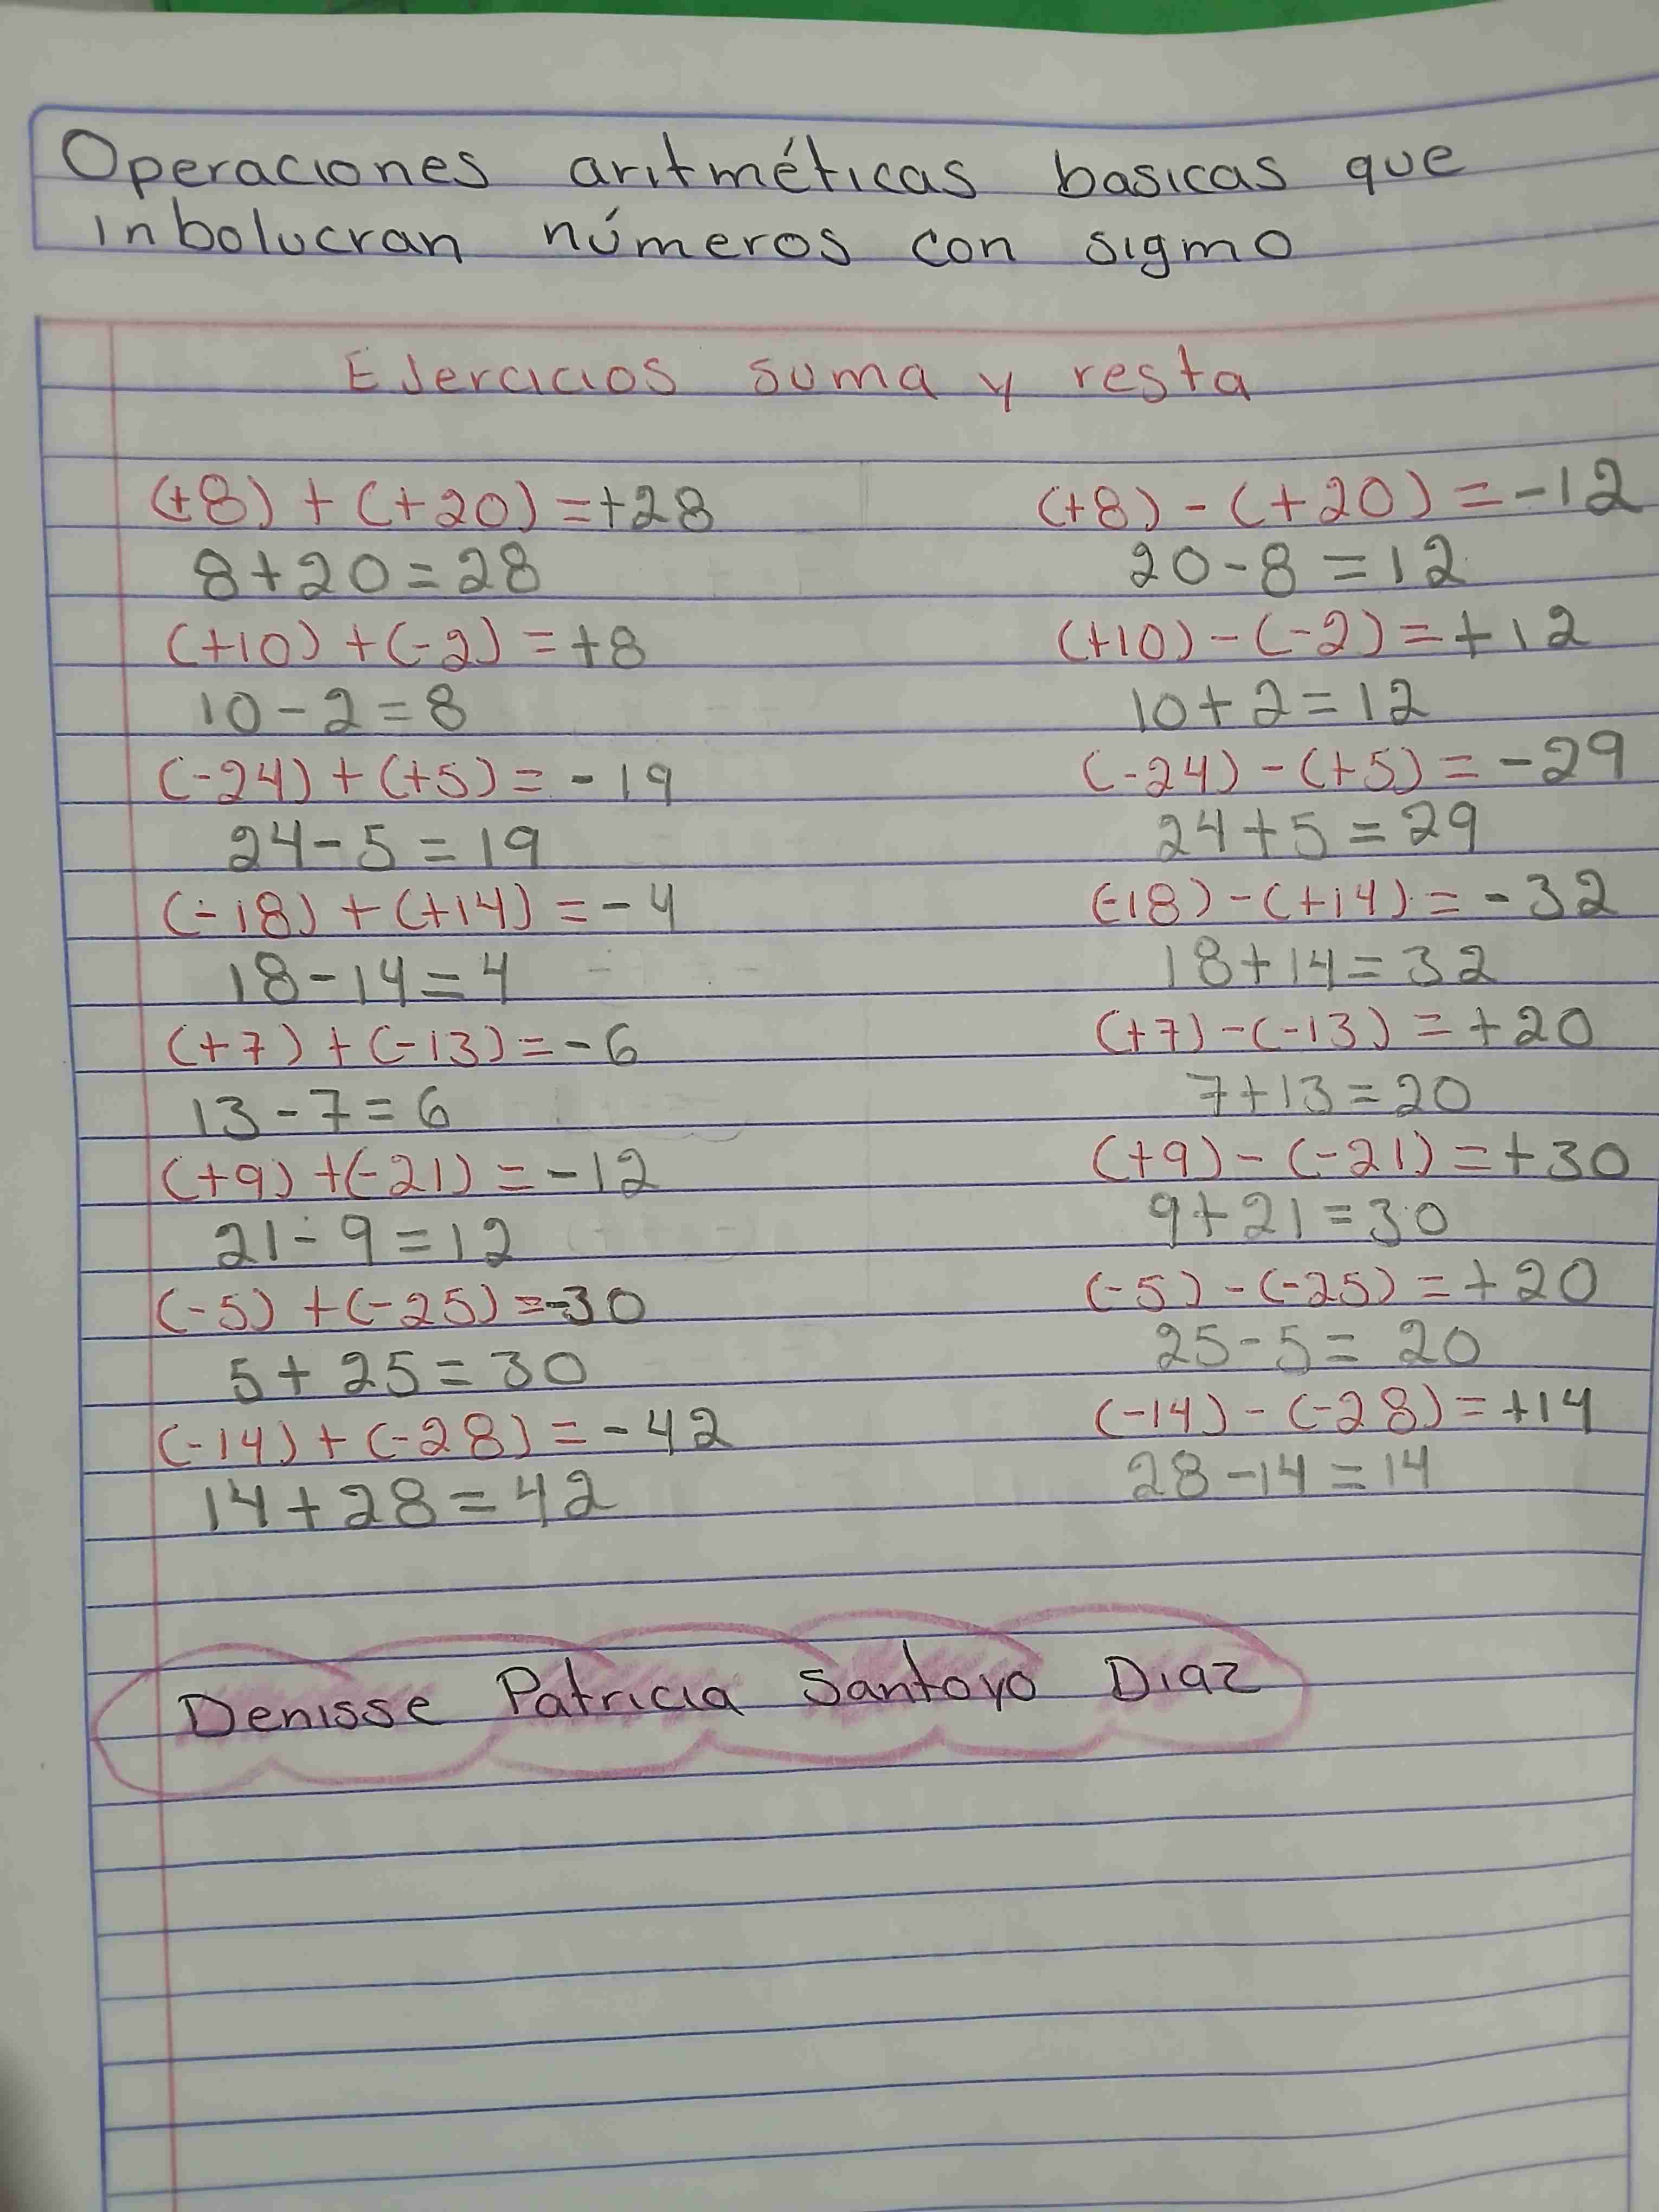 Operaciones aritméticas basicas que
inbolucran números con sigmo
Ejercicios suma y resta
(+8) + (+20) = +28
8+20=28
(+10) + (-2) = +8
10-2=8
(-24) + (+5) = -19
24-5=19
(-18) + (+14) = -4
18-14=4
(+7) + (-13) = -6
13-7=6
(+9) + (-21) = -12
21-9=12
(-5) + (-25) = -30
5+25=30
(-14) + (-28) = -42
14+28=42
(+8) - (+20) = -12
20-8=12
(+10) - (-2) = +12
10+2=12
(-24) - (+5) = -29
24+5=29
(-18) - (+14) = -32
18+14=32
(+7) - (-13) = +20
7+13=20
(+9) - (-21) = +30
9+21=30
(-5) - (-25) = +20
25-5=20
(-14) - (-28) = +14
28-14=14
Denisse Patricia Santoyo Diaz